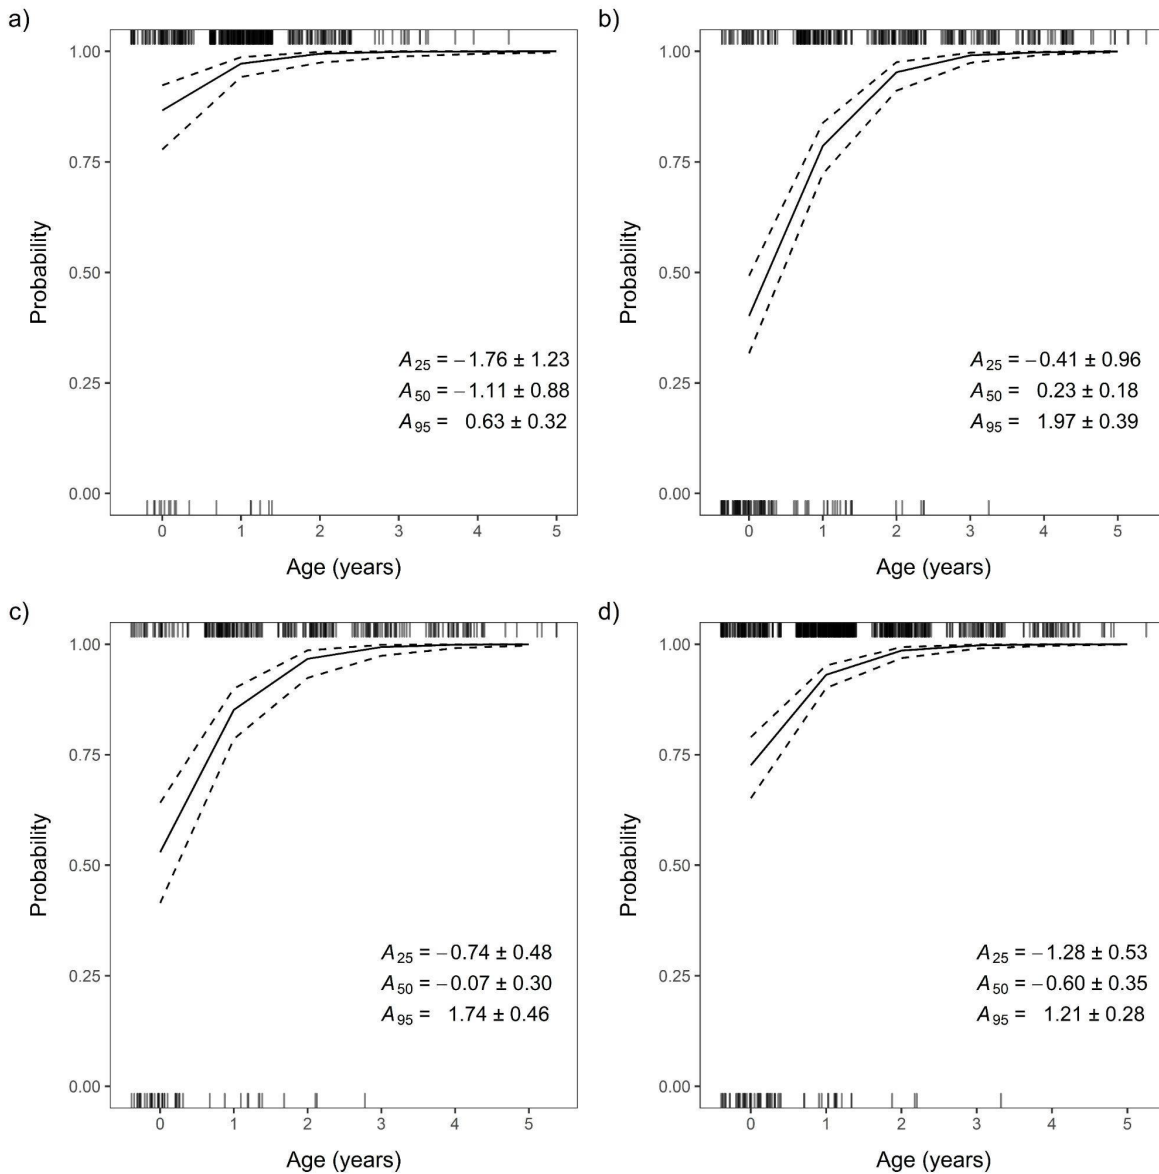 a)
1.00
0.75
0.50
0.25
0.00
Probability
A25 = −1.76 ± 1.23
A50 = −1.11 ± 0.88
A95 = 0.63 ± 0.32
0 1 2 3 4 5
Age (years)
b)
1.00
0.75
0.50
0.25
0.00
Probability
A25 = −0.41 ± 0.96
A50 = 0.23 ± 0.18
A95 = 1.97 ± 0.39
0 1 2 3 4 5
Age (years)
c)
1.00
0.75
0.50
0.25
0.00
Probability
A25 = −0.74 ± 0.48
A50 = −0.07 ± 0.30
A95 = 1.74 ± 0.46
0 1 2 3 4 5
Age (years)
d)
1.00
0.75
0.50
0.25
0.00
Probability
A25 = −1.28 ± 0.53
A50 = −0.60 ± 0.35
A95 = 1.21 ± 0.28
0 1 2 3 4 5
Age (years)